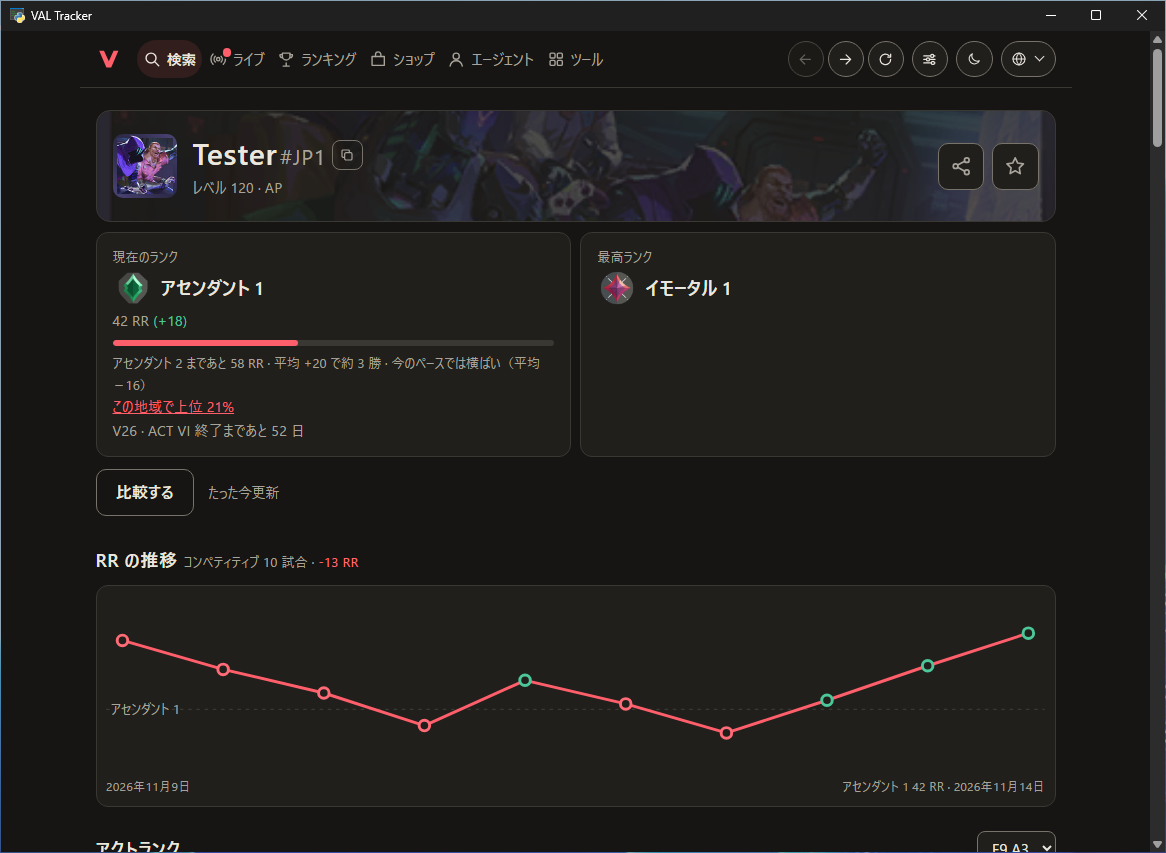 VAL Tracker
検索
ライブ
ランキング
ショップ
エージェント
ツール
Tester #JP1
レベル 120 · AP
現在のランク
アセンダント 1
42 RR (+18)
アセンダント 2 まであと 58 RR · 平均 +20 で約 3 勝 · 今のペースでは横ばい（平均
－16）
この地域で上位 21%
V26 · ACT VI 終了まであと 52 日
最高ランク
イモータル 1
比較する
たった今更新
RR の推移 コンペティティブ 10 試合 · -13 RR
アセンダント 1
2026年11月9日
アセンダント 1 42 RR · 2026年11月14日
アクトランク
E9 A3